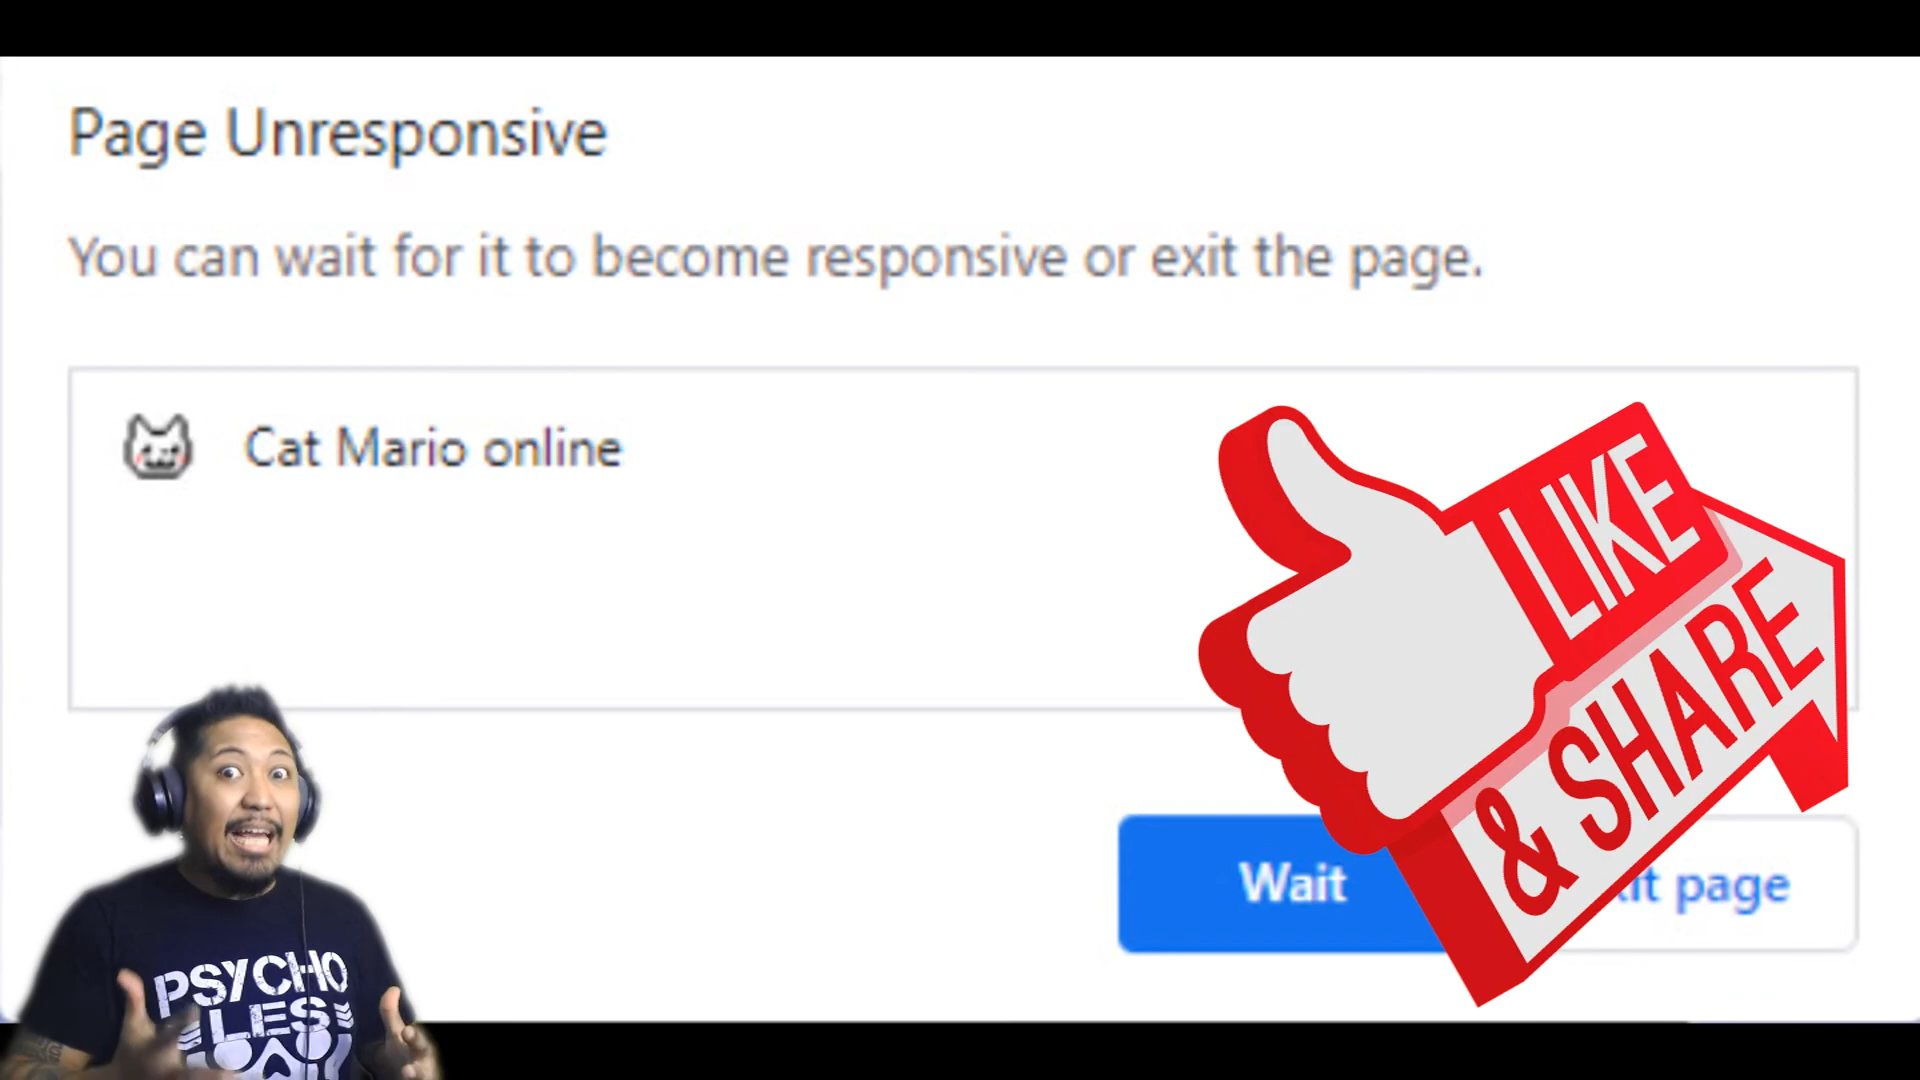 Page Unresponsive
You can wait for it to become responsive or exit the page.
Cat Mario online
LIKE
& SHARE
Wait
page
PSYCHO
LES